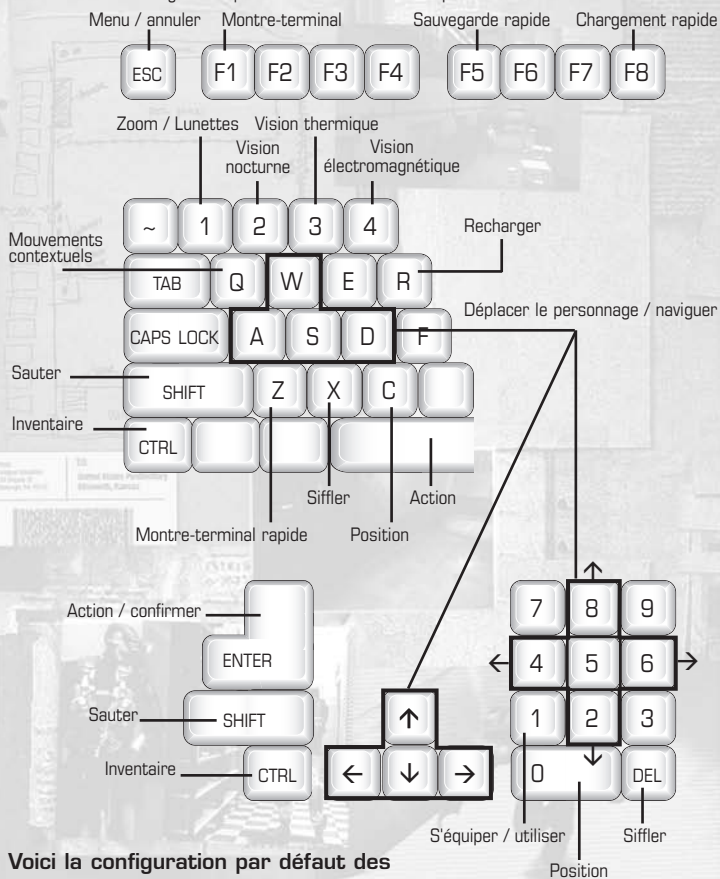 Menu / annuler Montre-terminal Sauvegarde rapide Chargement rapide
ESC F1 F2 F3 F4 F5 F6 F7 F8
Zoom / Lunettes Vision thermique
Vision nocturne
Vision électromagnétique
~ 1 2 3 4
Recharger
Mouvements contextuels
TAB Q W E R
Déplacer le personnage / naviguer
CAPS LOCK A S D F
Sauter
SHIFT Z X C
Inventaire
CTRL
Siffler Action
Montre-terminal rapide Position
Action / confirmer
ENTER
7 8 9
← 4 5 6 →
Sauter SHIFT
↑
1 2 3
Inventaire CTRL
← ↓ →
0 DEL
S'équiper / utiliser Siffler
Position
Voici la configuration par défaut des